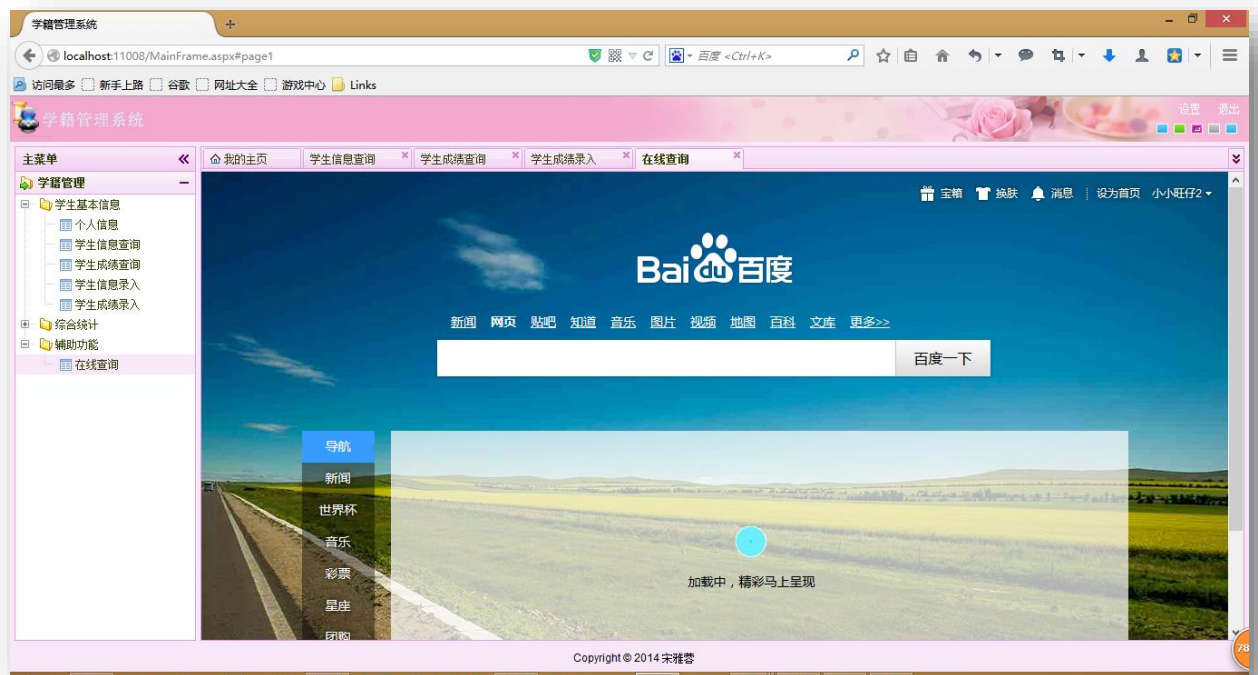 学籍管理系统
localhost:11008/MainFrame.aspx#page1
百度 <Ctrl+K>
访问最多 新手上路 谷歌 网址大全 游戏中心 Links
学籍管理系统
设置 退出
主菜单
我的主页 学生信息查询 学生成绩查询 学生成绩录入 在线查询
学籍管理
学生基本信息
个人信息
学生信息查询
学生成绩查询
学生信息录入
学生成绩录入
综合统计
辅助功能
在线查询
宝箱 换肤 消息 设为首页 小小旺仔2
Bai du 百度
新闻 网页 贴吧 知道 音乐 图片 视频 地图 百科 文库 更多>>
百度一下
导航
新闻
世界杯
音乐
彩票
星座
团购
加载中，精彩马上呈现
78
Copyright © 2014 宋雅蓉